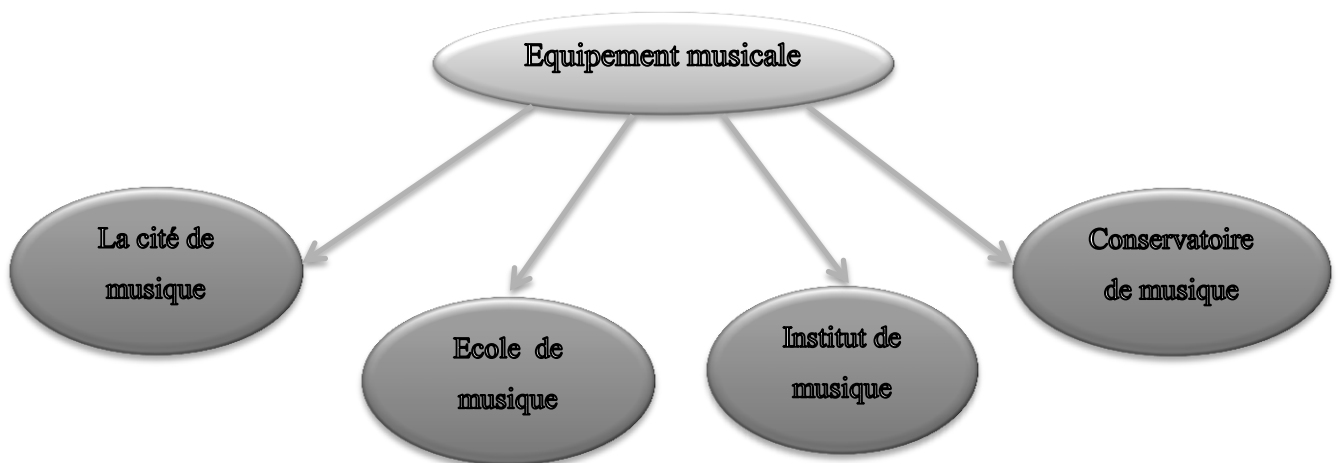 Equipement musicale
La cité de
musique
Ecole de
musique
Institut de
musique
Conservatoire
de musique